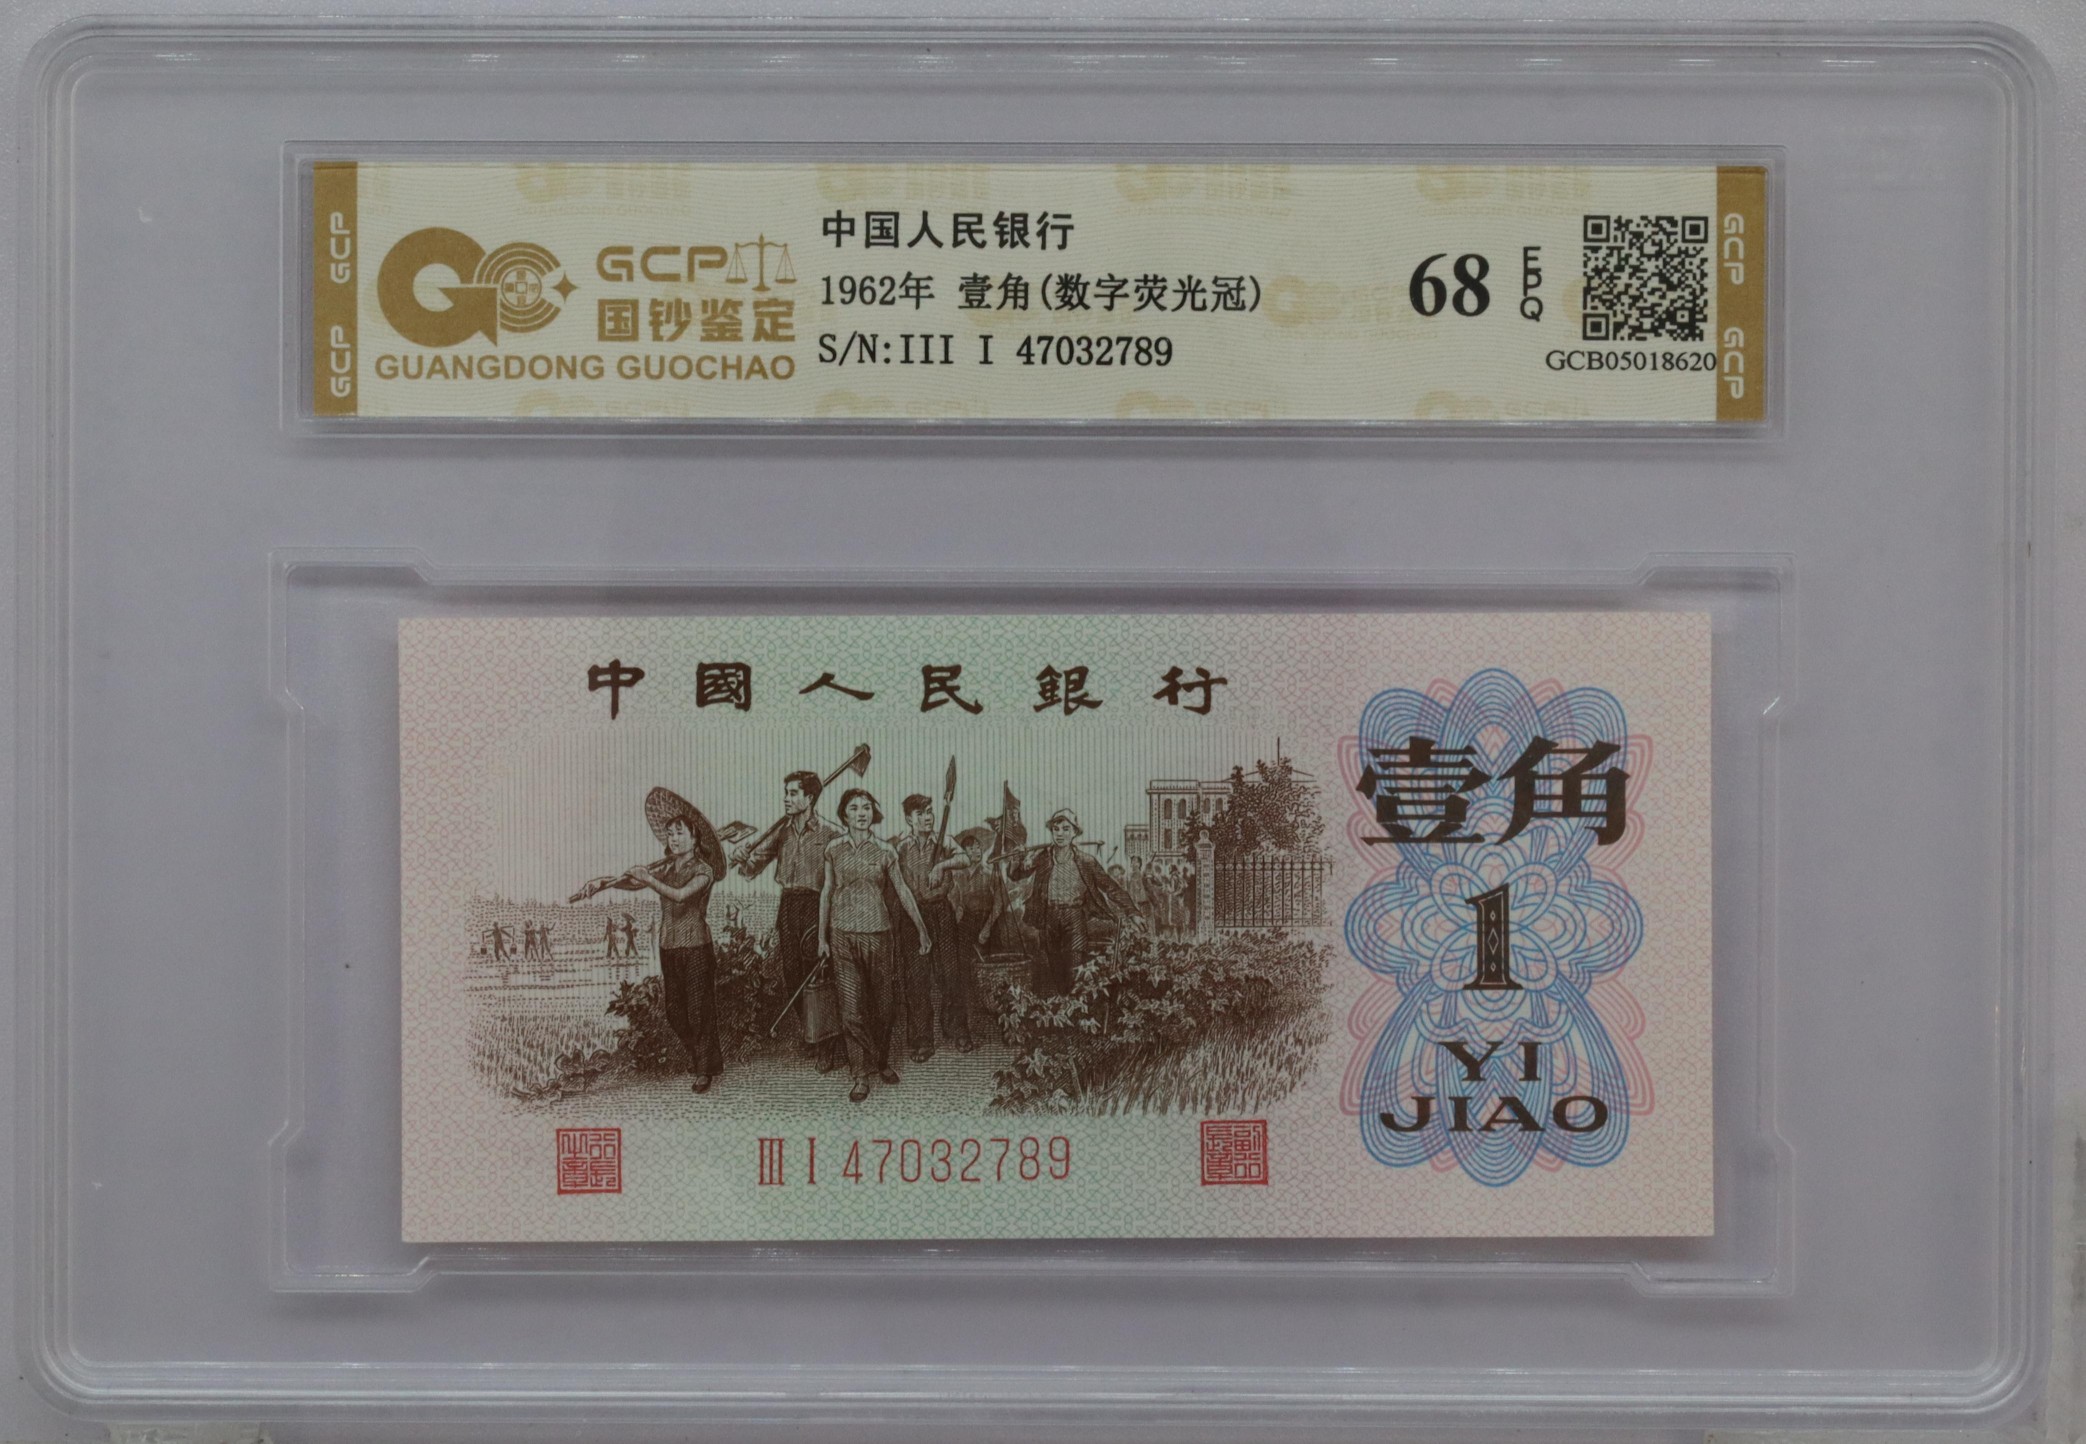 GCP
GCP
GCP
国钞鉴定
GUANGDONG GUOCHAO
中国人民银行
1962年 壹角(数字荧光冠)
S/N:III I 47032789
68
EPQ
GCB05018620
GCP
GCP
中國人民銀行
壹角
1
YI
JIAO
III I 47032789